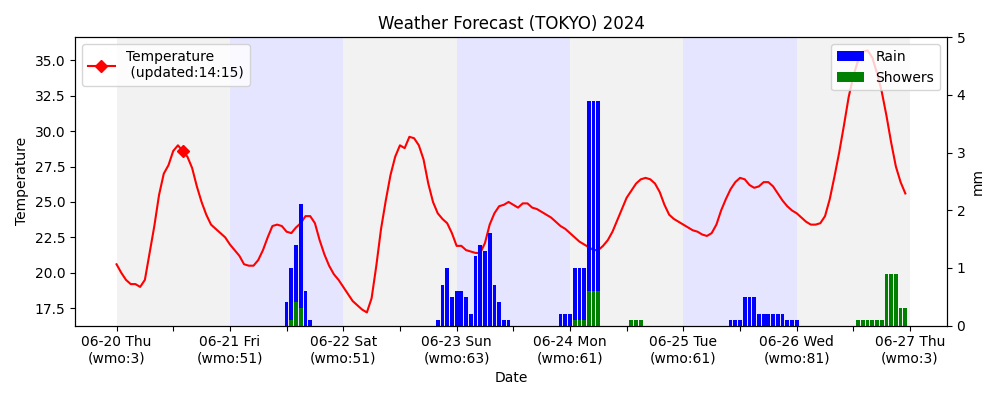 Weather Forecast (TOKYO) 2024
Temperature
(updated:14:15)
Rain
Showers
35.0
32.5
30.0
27.5
25.0
22.5
20.0
17.5
Temperature
5
4
3
2
1
0
mm
06-20 Thu
(wmo:3)
06-21 Fri
(wmo:51)
06-22 Sat
(wmo:51)
06-23 Sun
(wmo:63)
06-24 Mon
(wmo:61)
06-25 Tue
(wmo:61)
06-26 Wed
(wmo:81)
06-27 Thu
(wmo:3)
Date